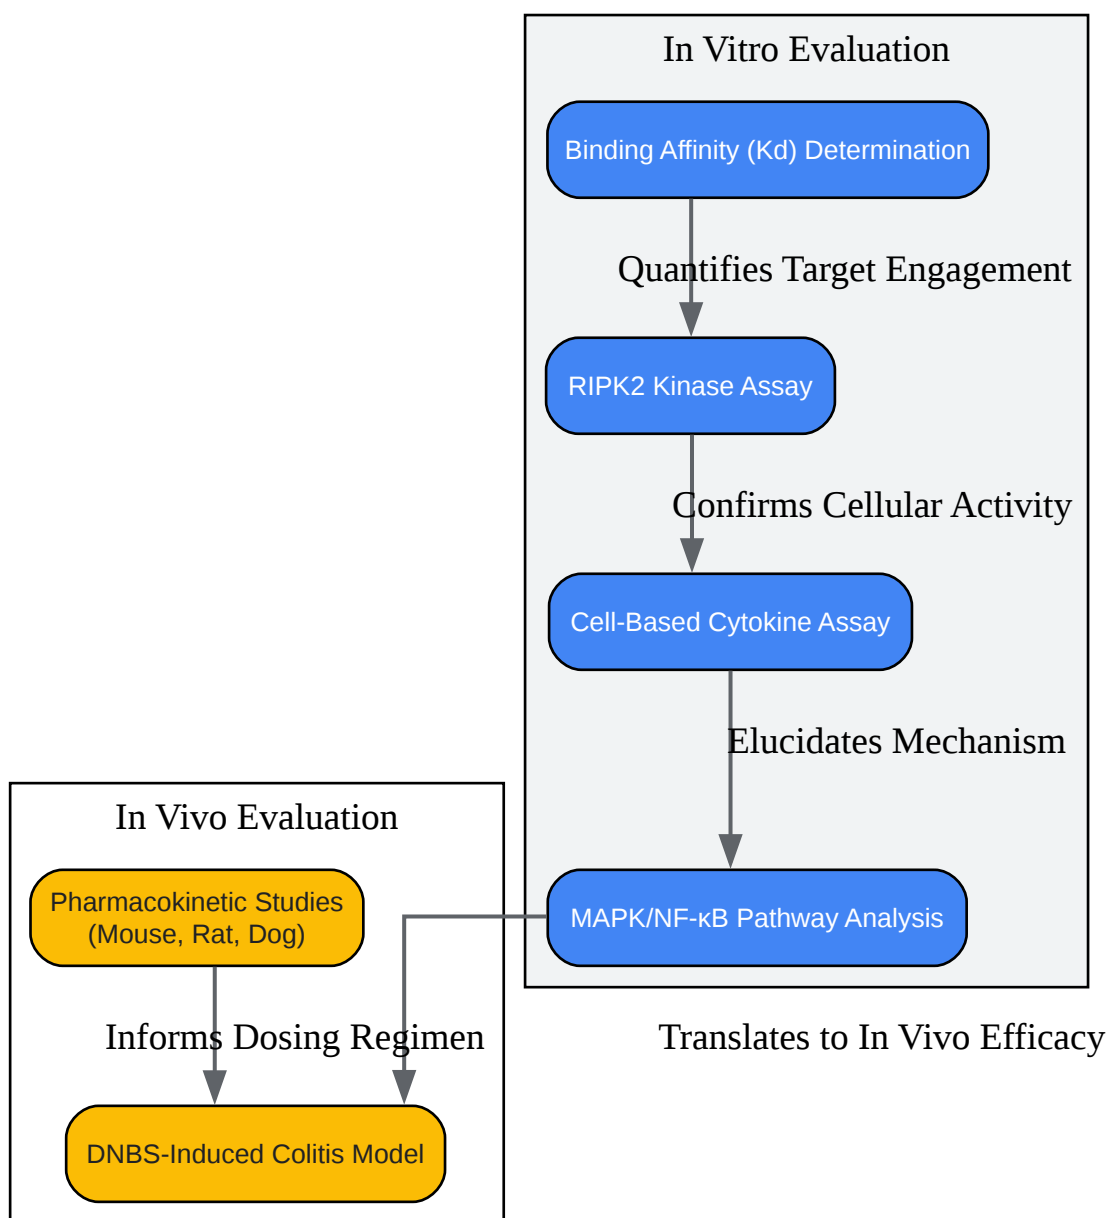 In Vitro Evaluation
Binding Affinity (Kd) Determination
Quantifies Target Engagement
RIPK2 Kinase Assay
Confirms Cellular Activity
Cell-Based Cytokine Assay
Elucidates Mechanism
MAPK/NF-κB Pathway Analysis
Translates to In Vivo Efficacy
In Vivo Evaluation
Pharmacokinetic Studies
(Mouse, Rat, Dog)
Informs Dosing Regimen
DNBS-Induced Colitis Model